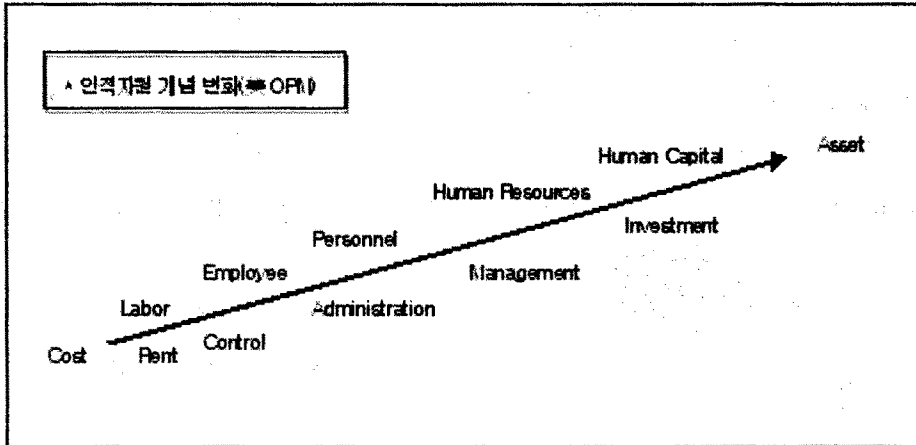 인적자원 개념 변화( OPM)
Human Capital
Asset
Human Resources
Investment
Personnel
Management
Employee
Labor
Administration
Control
Cost
Rent